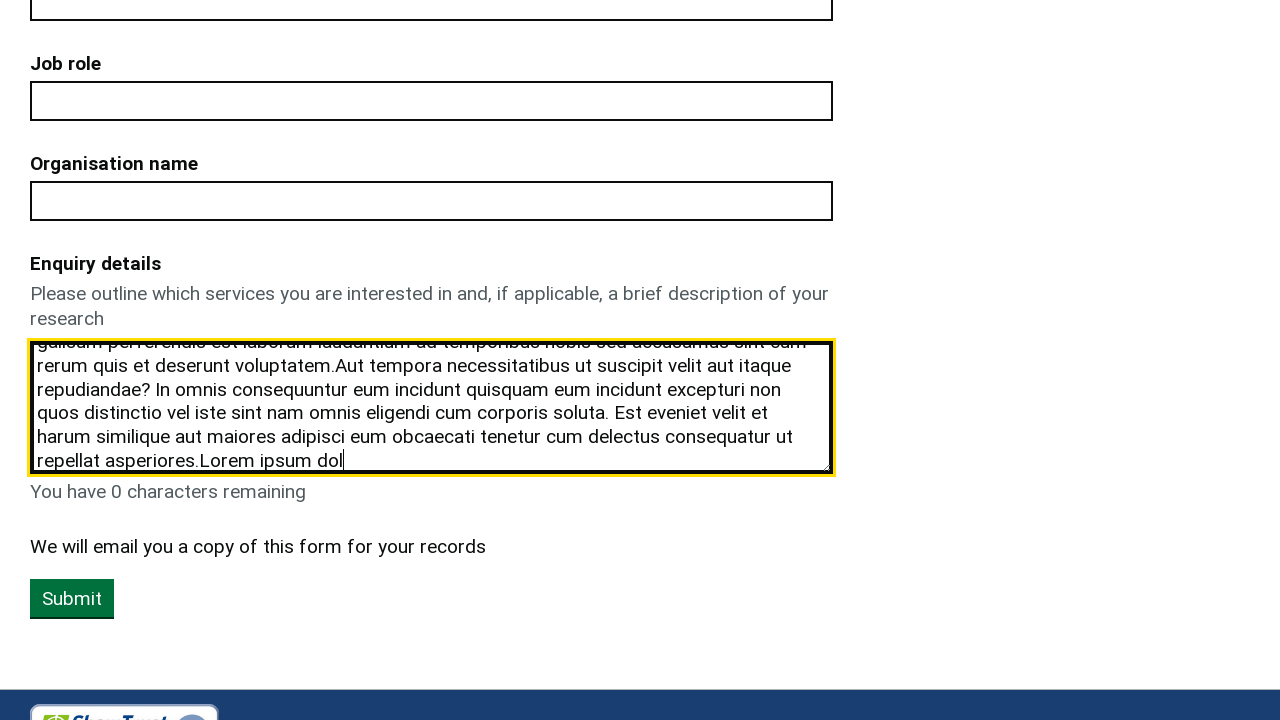 Job role
Organisation name
Enquiry details
Please outline which services you are interested in and, if applicable, a brief description of your
research
rerum quis et deserunt voluptatem.Aut tempora necessitatibus ut suscipit velit aut itaque
repudiandae? In omnis consequuntur eum incidunt quisquam eum incidunt excepturi non
quos distinctio vel iste sint nam omnis eligendi cum corporis soluta. Est eveniet velit et
harum similique aut maiores adipisci eum obcaecati tenetur cum delectus consequatur ut
repellat asperiores.Lorem ipsum dol
You have 0 characters remaining
We will email you a copy of this form for your records
Submit